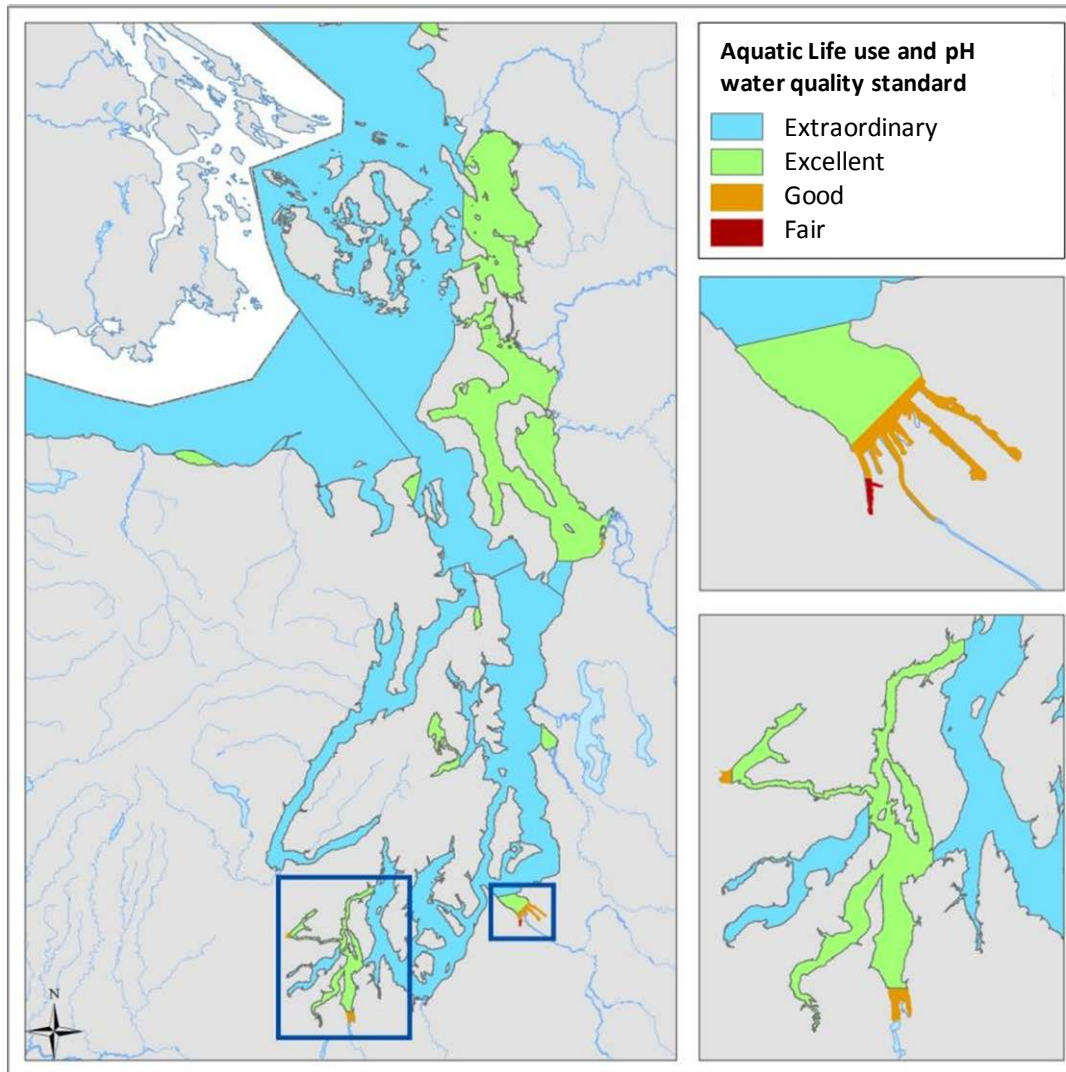 Aquatic Life use and pH
water quality standard
Extraordinary
Excellent
Good
Fair
N